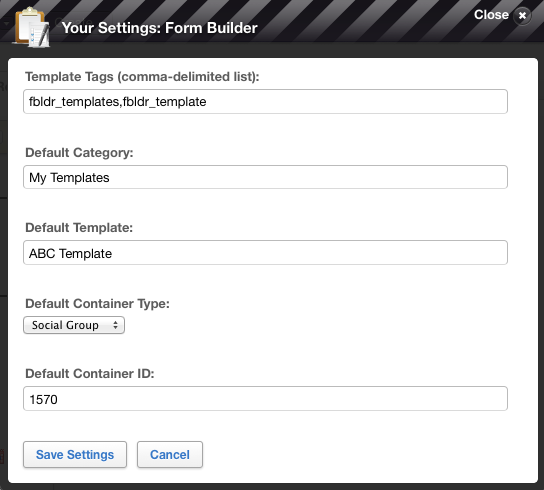 Close
Your Settings: Form Builder
Template Tags (comma-delimited list):
fbldr_templates,fbldr_template
Default Category:
My Templates
Default Template:
ABC Template
Default Container Type:
Social Group
Default Container ID:
1570
Save Settings Cancel